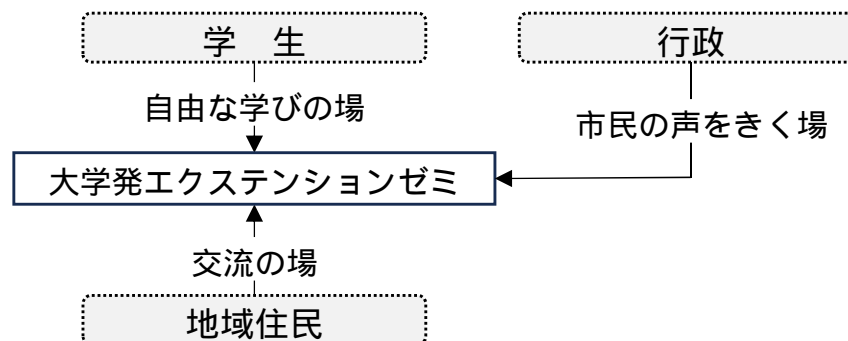 学　生
行政
自由な学びの場
市民の声をきく場
大学発エクステンションゼミ
交流の場
地域住民